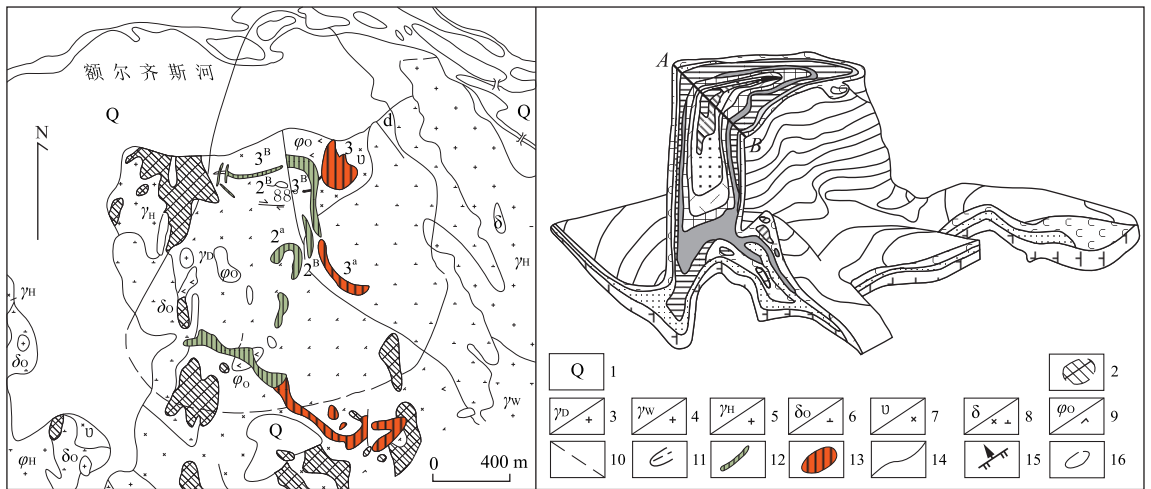 额尔齐斯河
Q
Q
N
d
φO
3
υ
3ᴮ
2ᴮ
3ᴮ
88
γH
δ
2ᵃ
γD
φO
2ᴮ
3ᵃ
γH
γH
δO
δO
φO
γW
Q
υ
δO
φH
0 400 m
A
B
Q 1
2
γD + 3
γW + 4
γH + 5
δO 6
υ × 7
δ × 8
φO 9
10
11
12
13
14
15
16